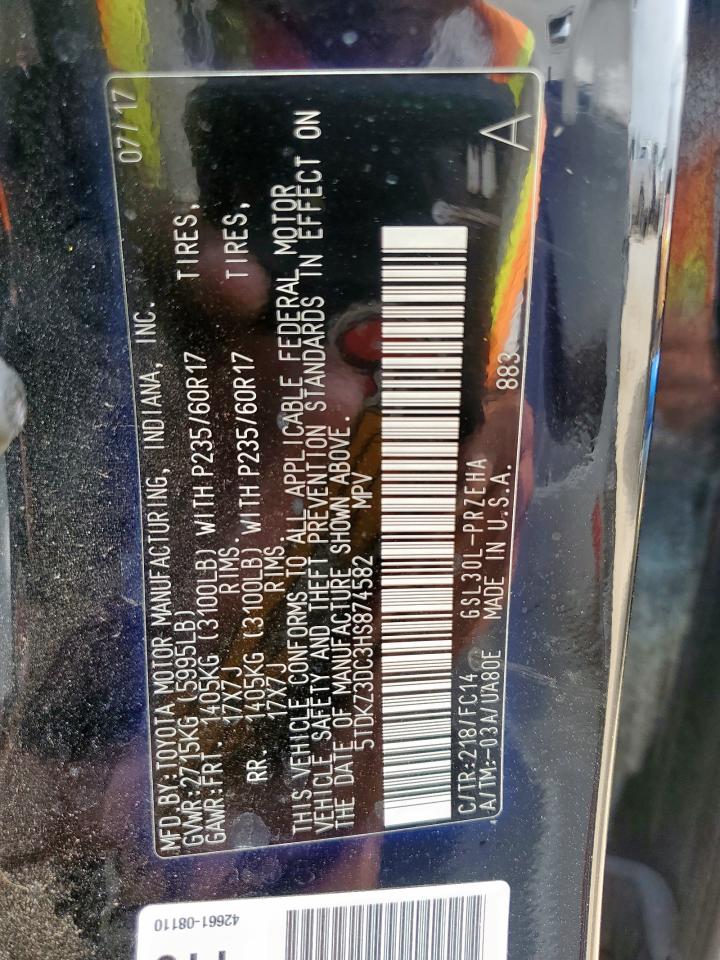 MFD.BY:TOYOTA MOTOR MANUFACTURING, INDIANA, INC. 07/17
GVWR:2715KG (5995LB)
GAWR:FRT. 1405KG (3100LB) WITH P235/60R17 TIRES,
17X7J RIMS.
RR. 1405KG (3100LB) WITH P235/60R17 TIRES,
17X7J RIMS.
THIS VEHICLE CONFORMS TO ALL APPLICABLE FEDERAL MOTOR
VEHICLE SAFETY AND THEFT PREVENTION STANDARDS IN EFFECT ON
THE DATE OF MANUFACTURE SHOWN ABOVE.
5TDKZ3DC3HS874582 MPV
C/TR:218/FC14 GSL30L-PRZEHA
A/TM:-03A/UA80E MADE IN U.S.A. 883 A
42661-08110